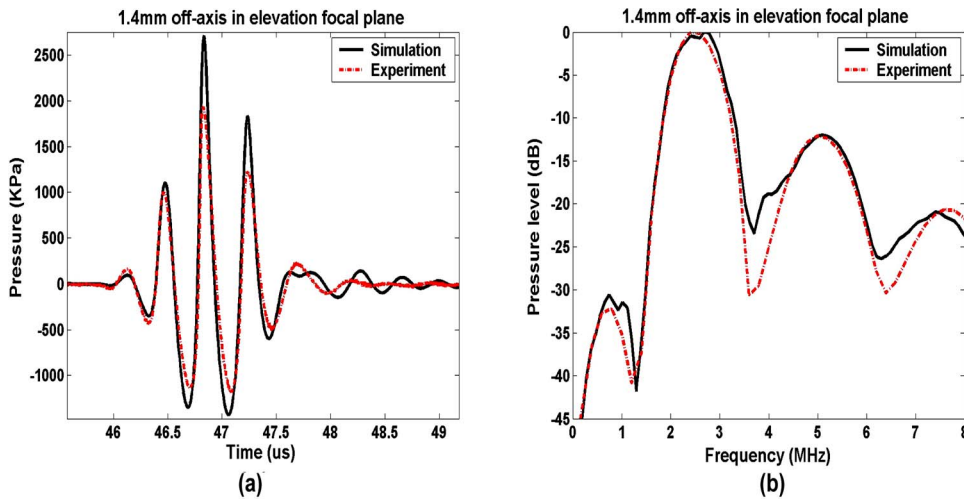 1.4mm off-axis in elevation focal plane
Simulation
Experiment
2500
2000
1500
1000
500
0
-500
-1000
Pressure (KPa)
46
46.5
47
47.5
48
48.5
49
Time (us)
(a)
1.4mm off-axis in elevation focal plane
Simulation
Experiment
0
-5
-10
-15
-20
-25
-30
-35
-40
-45
Pressure level (dB)
0
1
2
3
4
5
6
7
8
Frequency (MHz)
(b)